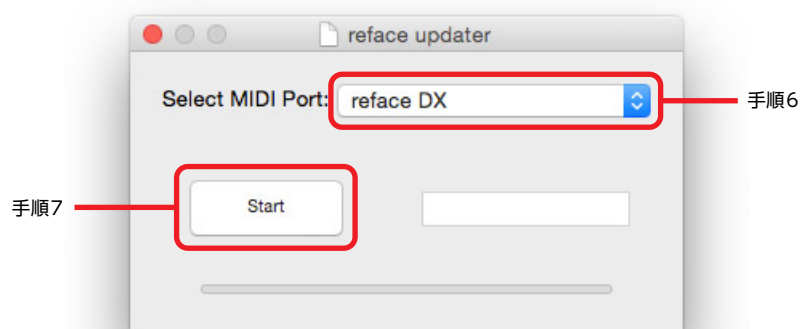 reface updater
Select MIDI Port: reface DX
手順6
手順7
Start